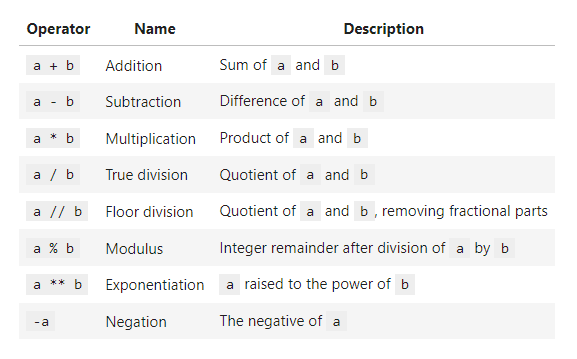 Operator Name Description
a + b Addition Sum of a and b
a - b Subtraction Difference of a and b
a * b Multiplication Product of a and b
a / b True division Quotient of a and b
a // b Floor division Quotient of a and b , removing fractional parts
a % b Modulus Integer remainder after division of a by b
a ** b Exponentiation a raised to the power of b
-a Negation The negative of a